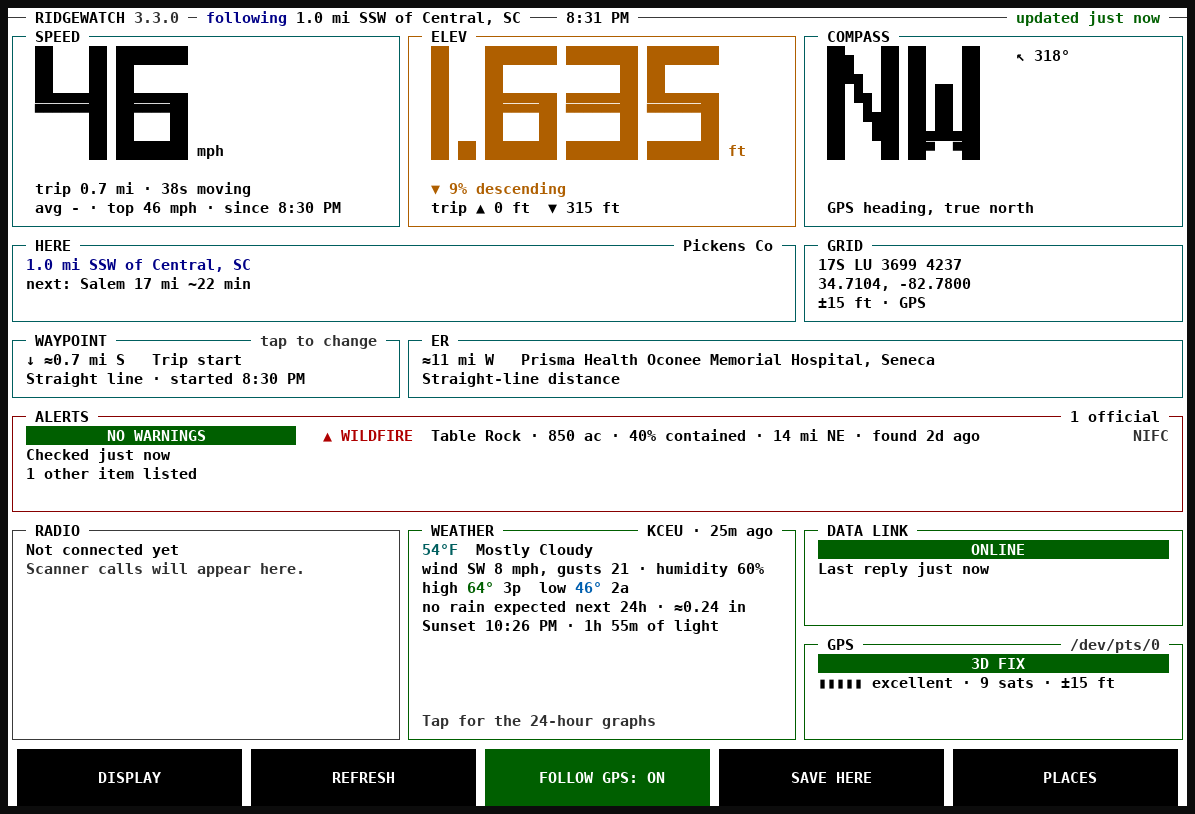 RIDGEWATCH 3.3.0 — following 1.0 mi SSW of Central, SC — 8:31 PM — updated just now
SPEED
46 mph
trip 0.7 mi · 38s moving
avg - · top 46 mph · since 8:30 PM
ELEV
1.635 ft
▼ 9% descending
trip ▲ 0 ft ▼ 315 ft
COMPASS
NW ↖ 318°
GPS heading, true north
HERE Pickens Co
1.0 mi SSW of Central, SC
next: Salem 17 mi ~22 min
GRID
17S LU 3699 4237
34.7104, -82.7800
±15 ft · GPS
WAYPOINT tap to change
↓ ≈0.7 mi S Trip start
Straight line · started 8:30 PM
ER
≈11 mi W Prisma Health Oconee Memorial Hospital, Seneca
Straight-line distance
ALERTS 1 official
NO WARNINGS ▲ WILDFIRE Table Rock · 850 ac · 40% contained · 14 mi NE · found 2d ago NIFC
Checked just now
1 other item listed
RADIO
Not connected yet
Scanner calls will appear here.
WEATHER KCEU · 25m ago
54°F Mostly Cloudy
wind SW 8 mph, gusts 21 · humidity 60%
high 64° 3p low 46° 2a
no rain expected next 24h · ≈0.24 in
Sunset 10:26 PM · 1h 55m of light
Tap for the 24-hour graphs
DATA LINK
ONLINE
Last reply just now
GPS /dev/pts/0
3D FIX
▮▮▮▮▮ excellent · 9 sats · ±15 ft
DISPLAY REFRESH FOLLOW GPS: ON SAVE HERE PLACES